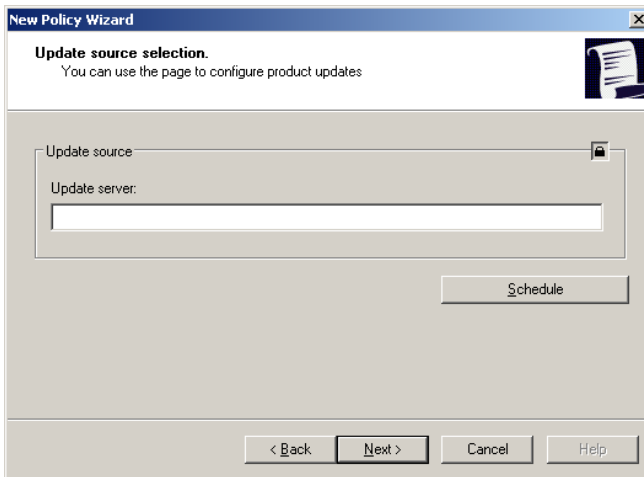 New Policy Wizard
Update source selection.
You can use the page to configure product updates
Update source
Update server:
Schedule
< Back Next > Cancel Help